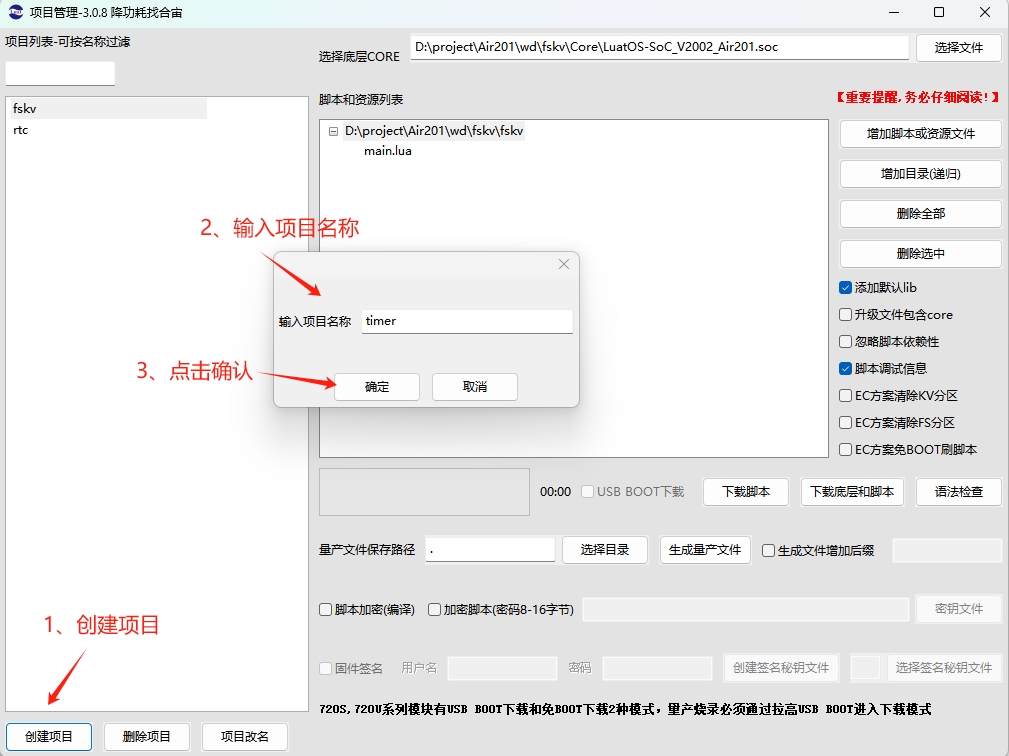 项目管理-3.0.8 降功耗找合宙
项目列表-可按名称过滤
选择底层CORE
D:\project\Air201\wd\fskv\Core\LuatOS-SoC_V2002_Air201.soc
选择文件
脚本和资源列表
【重要提醒,务必仔细阅读!】
fskv
rtc
D:\project\Air201\wd\fskv\fskv
main.lua
增加脚本或资源文件
增加目录(递归)
删除全部
删除选中
添加默认lib
升级文件包含core
忽略脚本依赖性
脚本调试信息
EC方案清除KV分区
EC方案清除FS分区
EC方案免BOOT刷脚本
2、输入项目名称
输入项目名称
timer
3、点击确认
确定
取消
00:00
USB BOOT下载
下载脚本
下载底层和脚本
语法检查
量产文件保存路径
.
选择目录
生成量产文件
生成文件增加后缀
脚本加密(编译)
加密脚本(密码8-16字节)
密钥文件
1、创建项目
固件签名
用户名
密码
创建签名秘钥文件
选择签名秘钥文件
720S,720U系列模块有USB BOOT下载和免BOOT下载2种模式，量产烧录必须通过拉高USB BOOT进入下载模式
创建项目
删除项目
项目改名